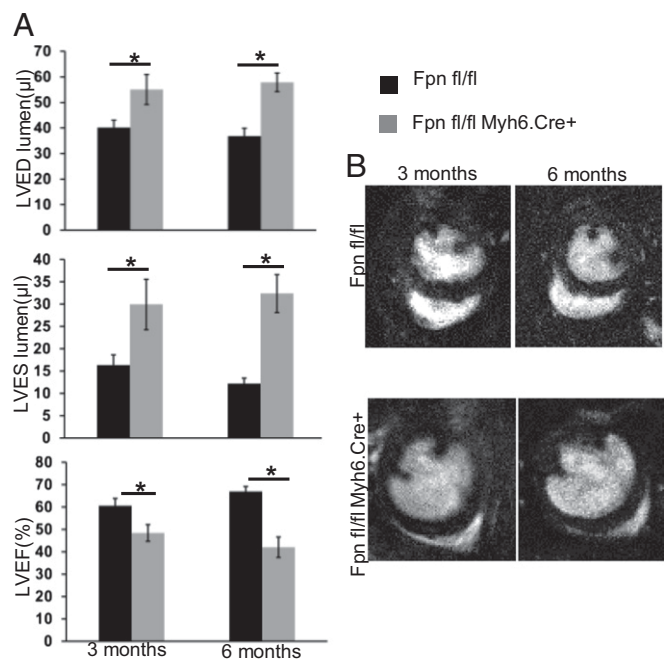 A
LVED lumen(µl)
70
60
50
40
30
20
10
0
*
*
LVES lumen(µl)
40
35
30
25
20
15
10
5
0
*
*
LVEF(%)
80
70
60
50
40
30
20
10
0
*
*
3 months
6 months
Fpn fl/fl
Fpn fl/fl Myh6.Cre+
B
3 months
6 months
Fpn fl/fl
Fpn fl/fl Myh6.Cre+